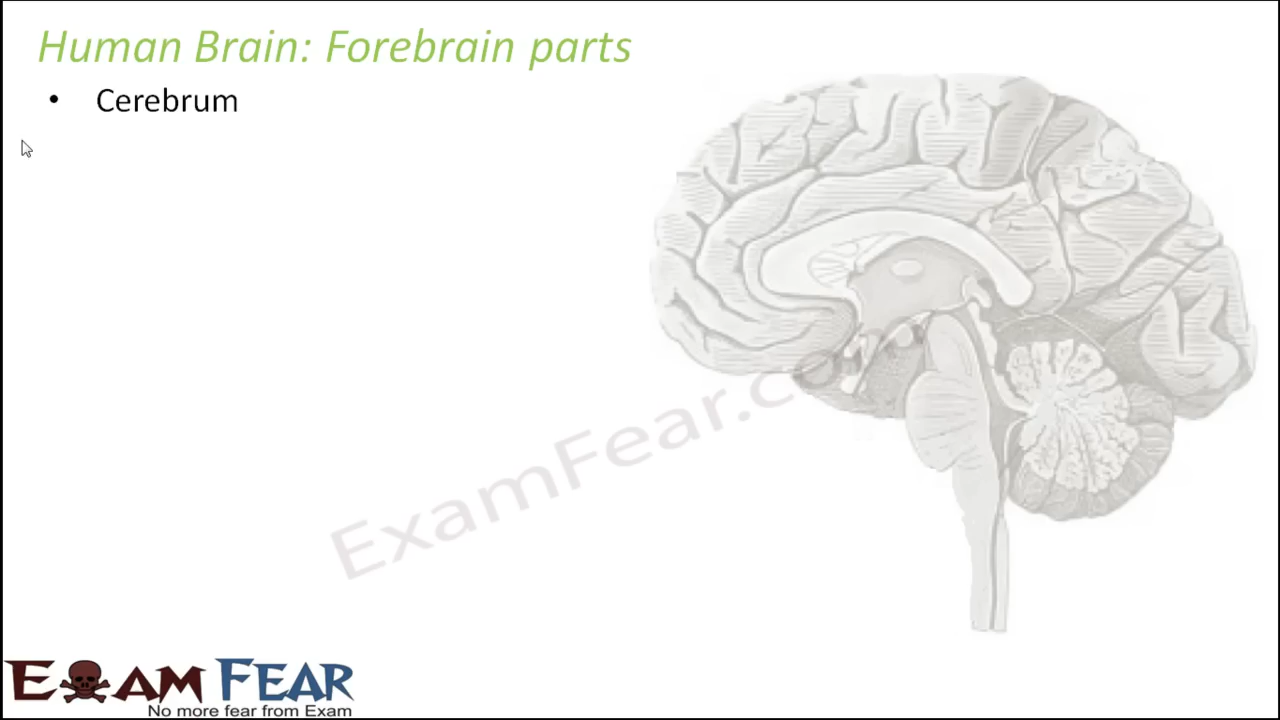 Human Brain: Forebrain parts
• Cerebrum
ExamFear.com
EXAM FEAR
No more fear from Exam